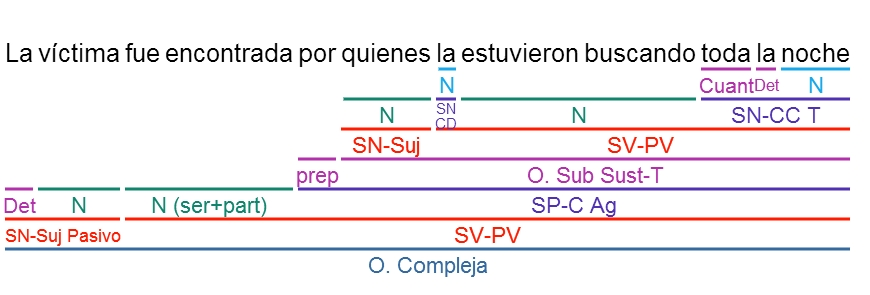 La víctima fue encontrada por quienes la estuvieron buscando toda la noche
N Cuant Det N
N SN CD N SN-CC T
SN-Suj SV-PV
prep O. Sub Sust-T
Det N N (ser+part) SP-C Ag
SN-Suj Pasivo SV-PV
O. Compleja